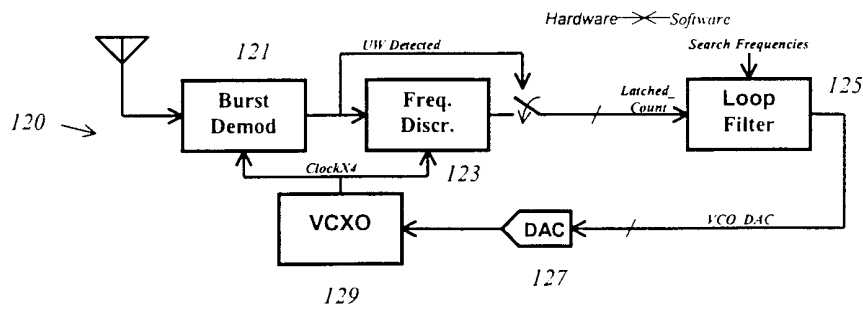 Hardware Software
Search Frequencies
121
UW Detected
125
Burst
Demod
Freq.
Discr.
Latched_
Count
Loop
Filter
120
ClockX4
123
VCXO
DAC
VCO_DAC
127
129